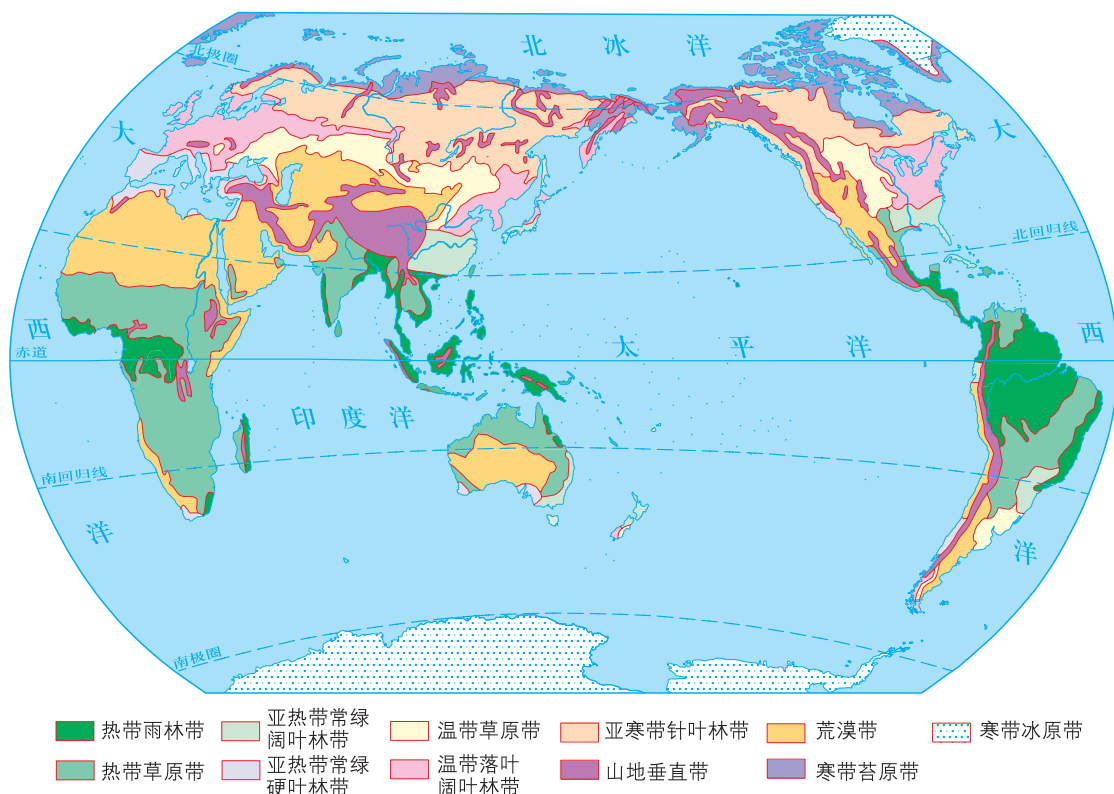 北冰洋
北极圈
大
大
北回归线
西
西
赤道
太平洋
印度洋
南回归线
洋
洋
南极圈
热带雨林带
亚热带常绿
阔叶林带
温带草原带
亚寒带针叶林带
荒漠带
寒带冰原带
热带草原带
亚热带常绿
硬叶林带
温带落叶
阔叶林带
山地垂直带
寒带苔原带